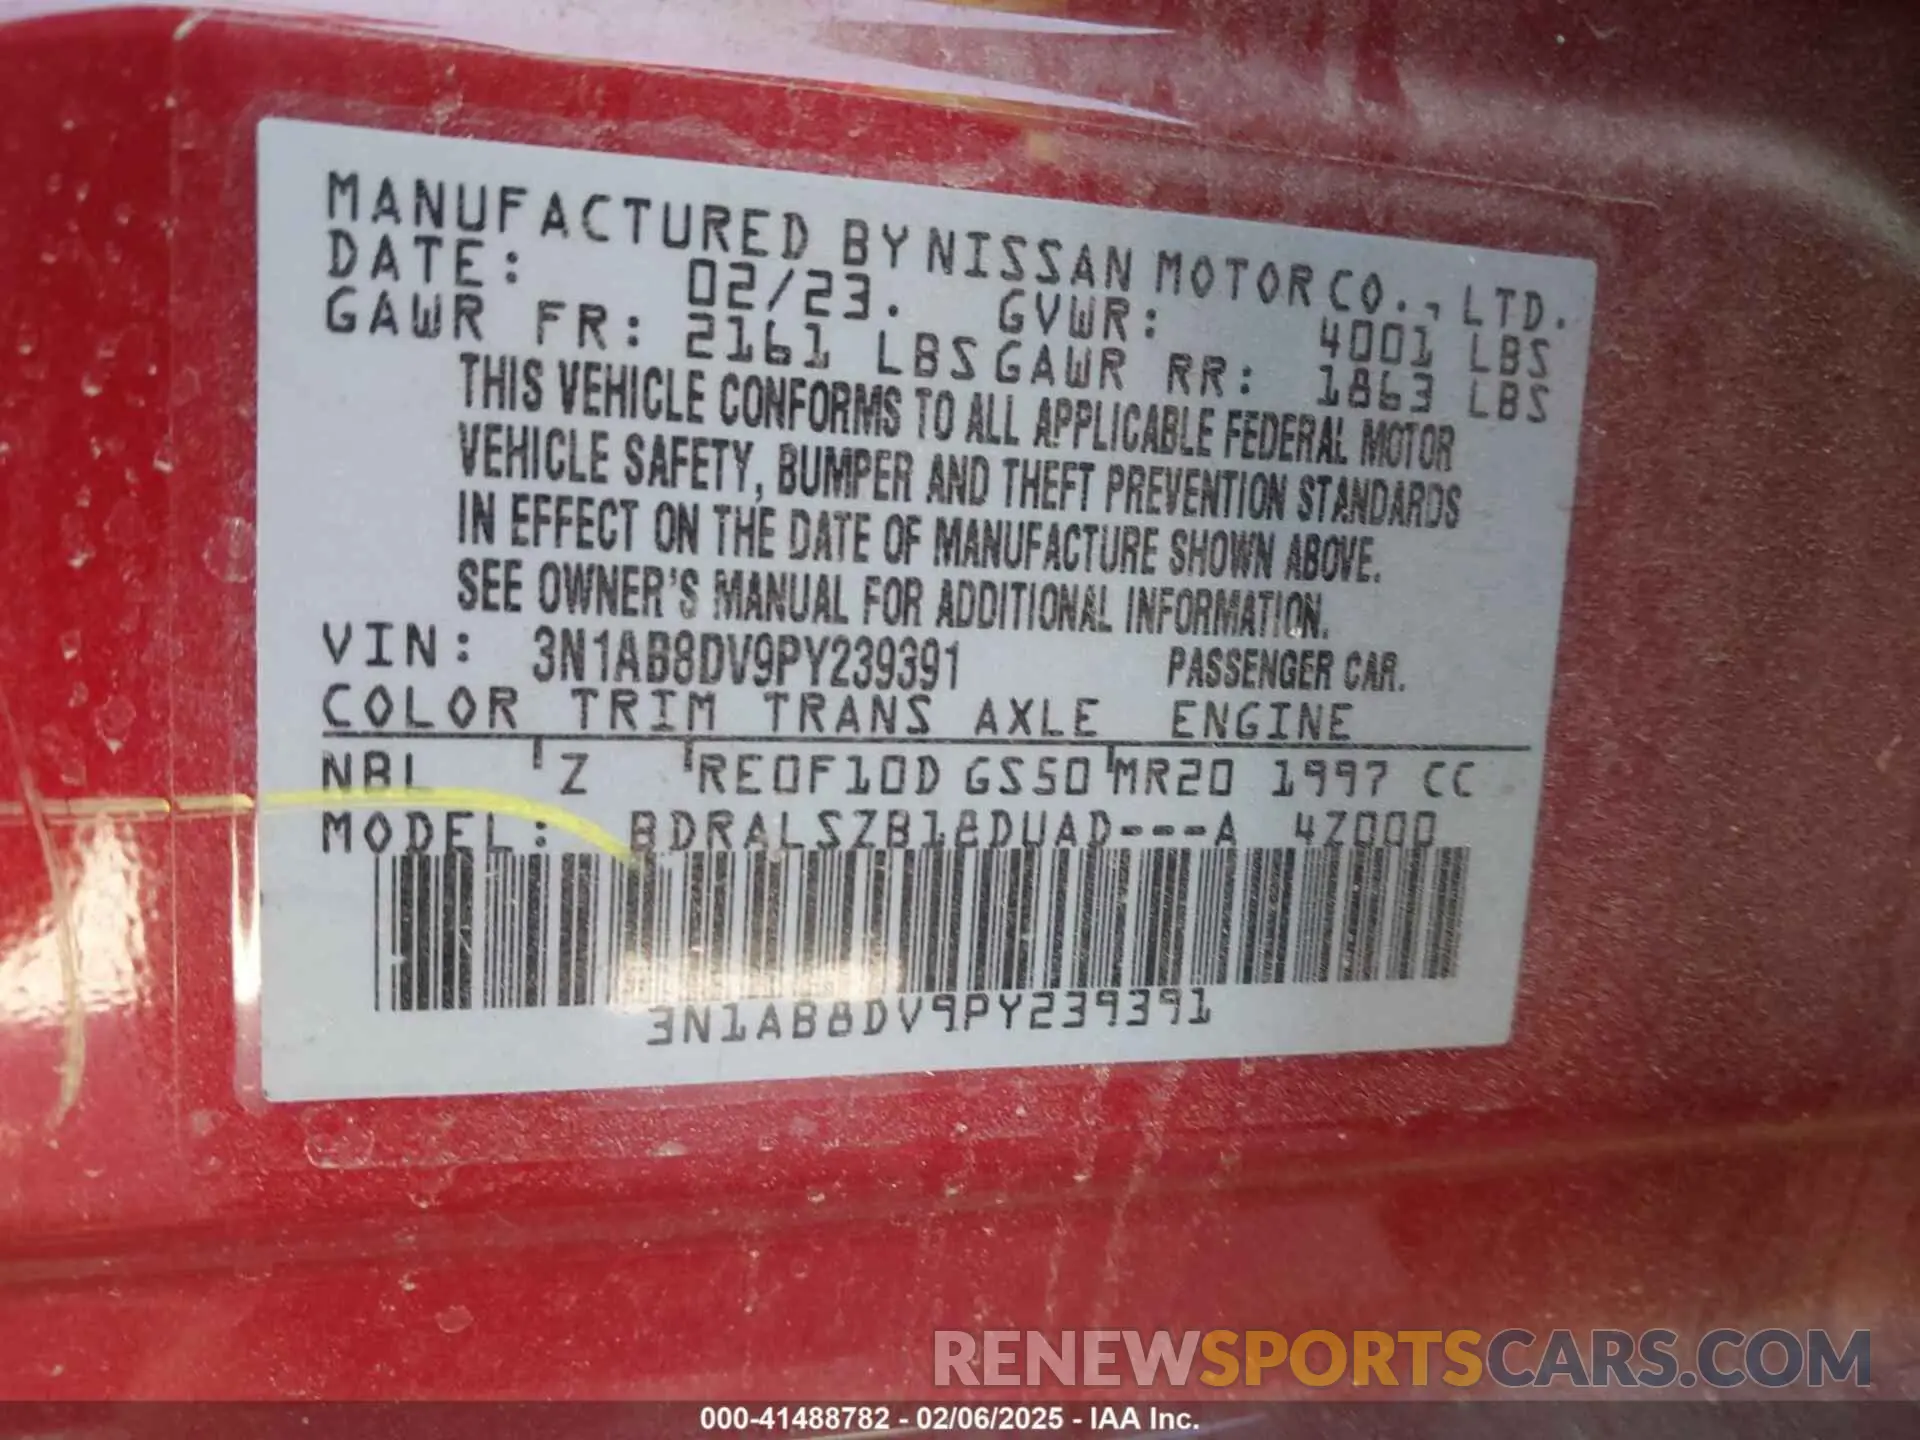 MANUFACTURED BY NISSAN MOTOR CO., LTD.
DATE: 02/23. GVWR: 4001 LBS
GAWR FR: 2161 LBS GAWR RR: 1863 LBS
THIS VEHICLE CONFORMS TO ALL APPLICABLE FEDERAL MOTOR
VEHICLE SAFETY, BUMPER AND THEFT PREVENTION STANDARDS
IN EFFECT ON THE DATE OF MANUFACTURE SHOWN ABOVE.
SEE OWNER'S MANUAL FOR ADDITIONAL INFORMATION.
VIN: 3N1AB8DV9PY239391 PASSENGER CAR.
COLOR TRIM TRANS AXLE ENGINE
NBL Z RE0F10D GS50 MR20 1997 CC
MODEL: BDRALSZB18DUAD---A 4Z000
3N1AB8DV9PY239391
RENEWSPORTSCARS.COM
000-41488782 - 02/06/2025 - IAA Inc.